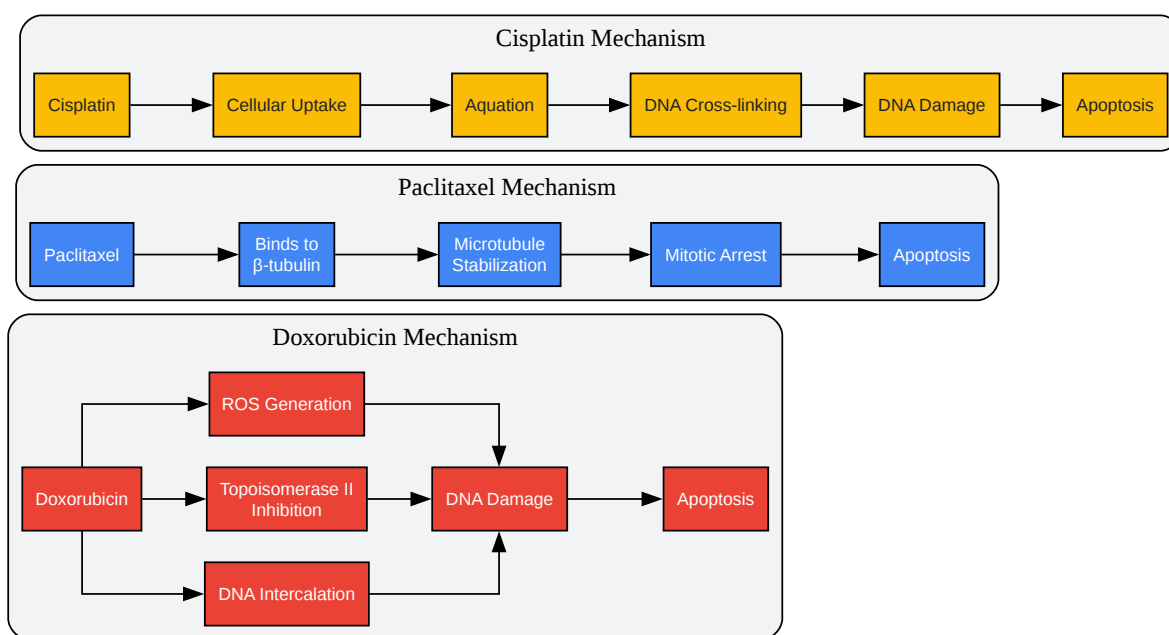 Cisplatin Mechanism
Cisplatin
Cellular Uptake
Aquation
DNA Cross-linking
DNA Damage
Apoptosis
Paclitaxel Mechanism
Paclitaxel
Binds to
β-tubulin
Microtubule
Stabilization
Mitotic Arrest
Apoptosis
Doxorubicin Mechanism
Doxorubicin
ROS Generation
Topoisomerase II
Inhibition
DNA Intercalation
DNA Damage
Apoptosis